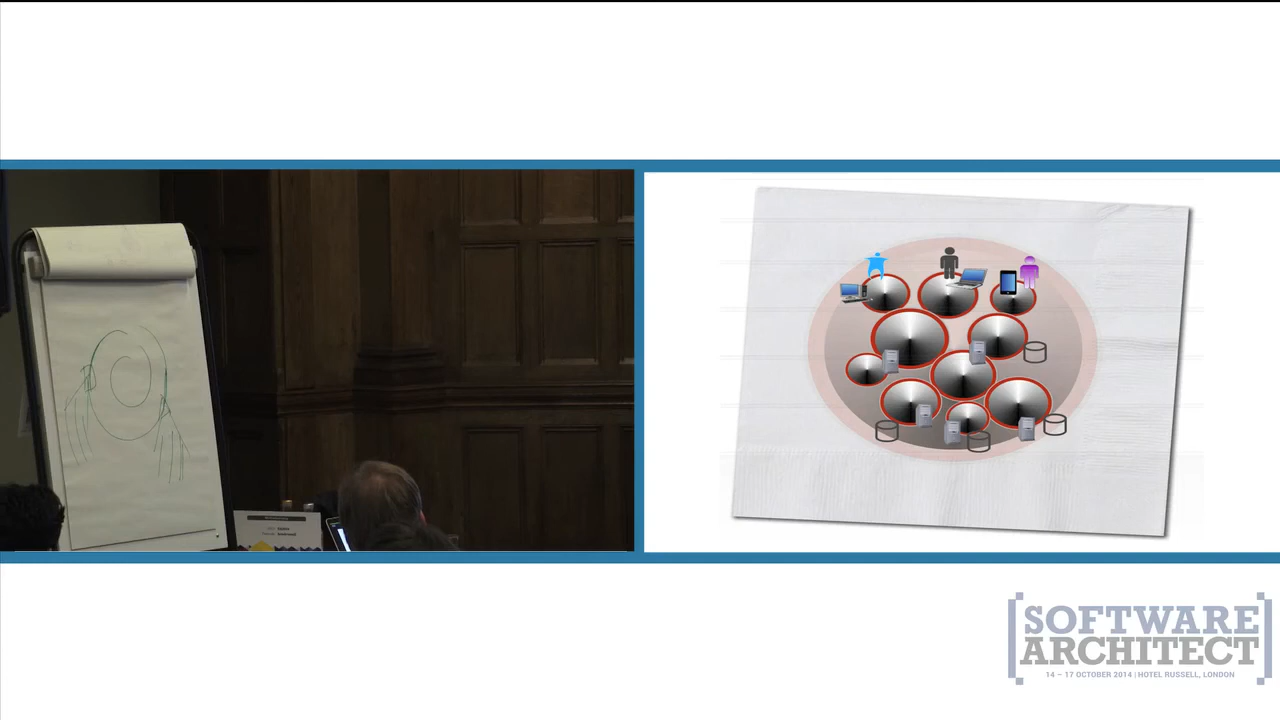 [SOFTWARE
ARCHITECT]
14 – 17 OCTOBER 2014 | HOTEL RUSSELL, LONDON